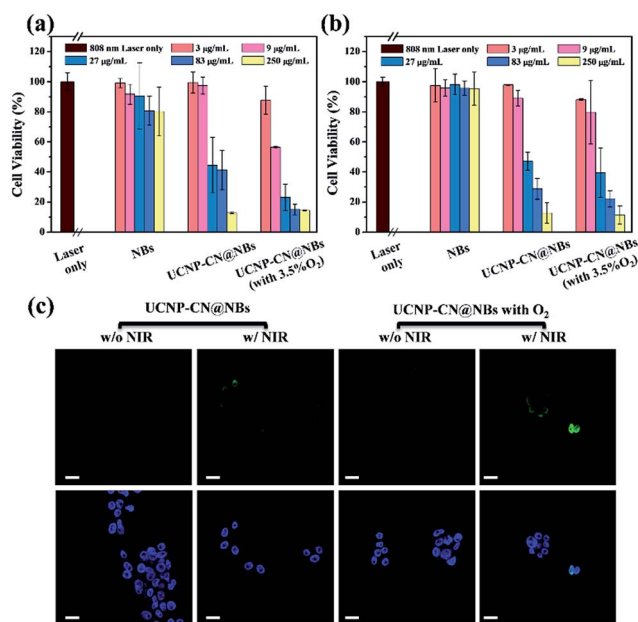 (a)
120
100
80
60
40
20
0
Cell Viability (%)
808 nm Laser only
3 μg/mL
9 μg/mL
27 μg/mL
83 μg/mL
250 μg/mL
Laser
only
NBs
UCNP-CN@NBs
UCNP-CN@NBs
(with 3.5%O₂)
(b)
120
100
80
60
40
20
0
Cell Viability (%)
808 nm Laser only
3 μg/mL
9 μg/mL
27 μg/mL
83 μg/mL
250 μg/mL
Laser
only
NBs
UCNP-CN@NBs
UCNP-CN@NBs
(with 3.5%O₂)
(c)
UCNP-CN@NBs
UCNP-CN@NBs with O₂
w/o NIR
w/ NIR
w/o NIR
w/ NIR